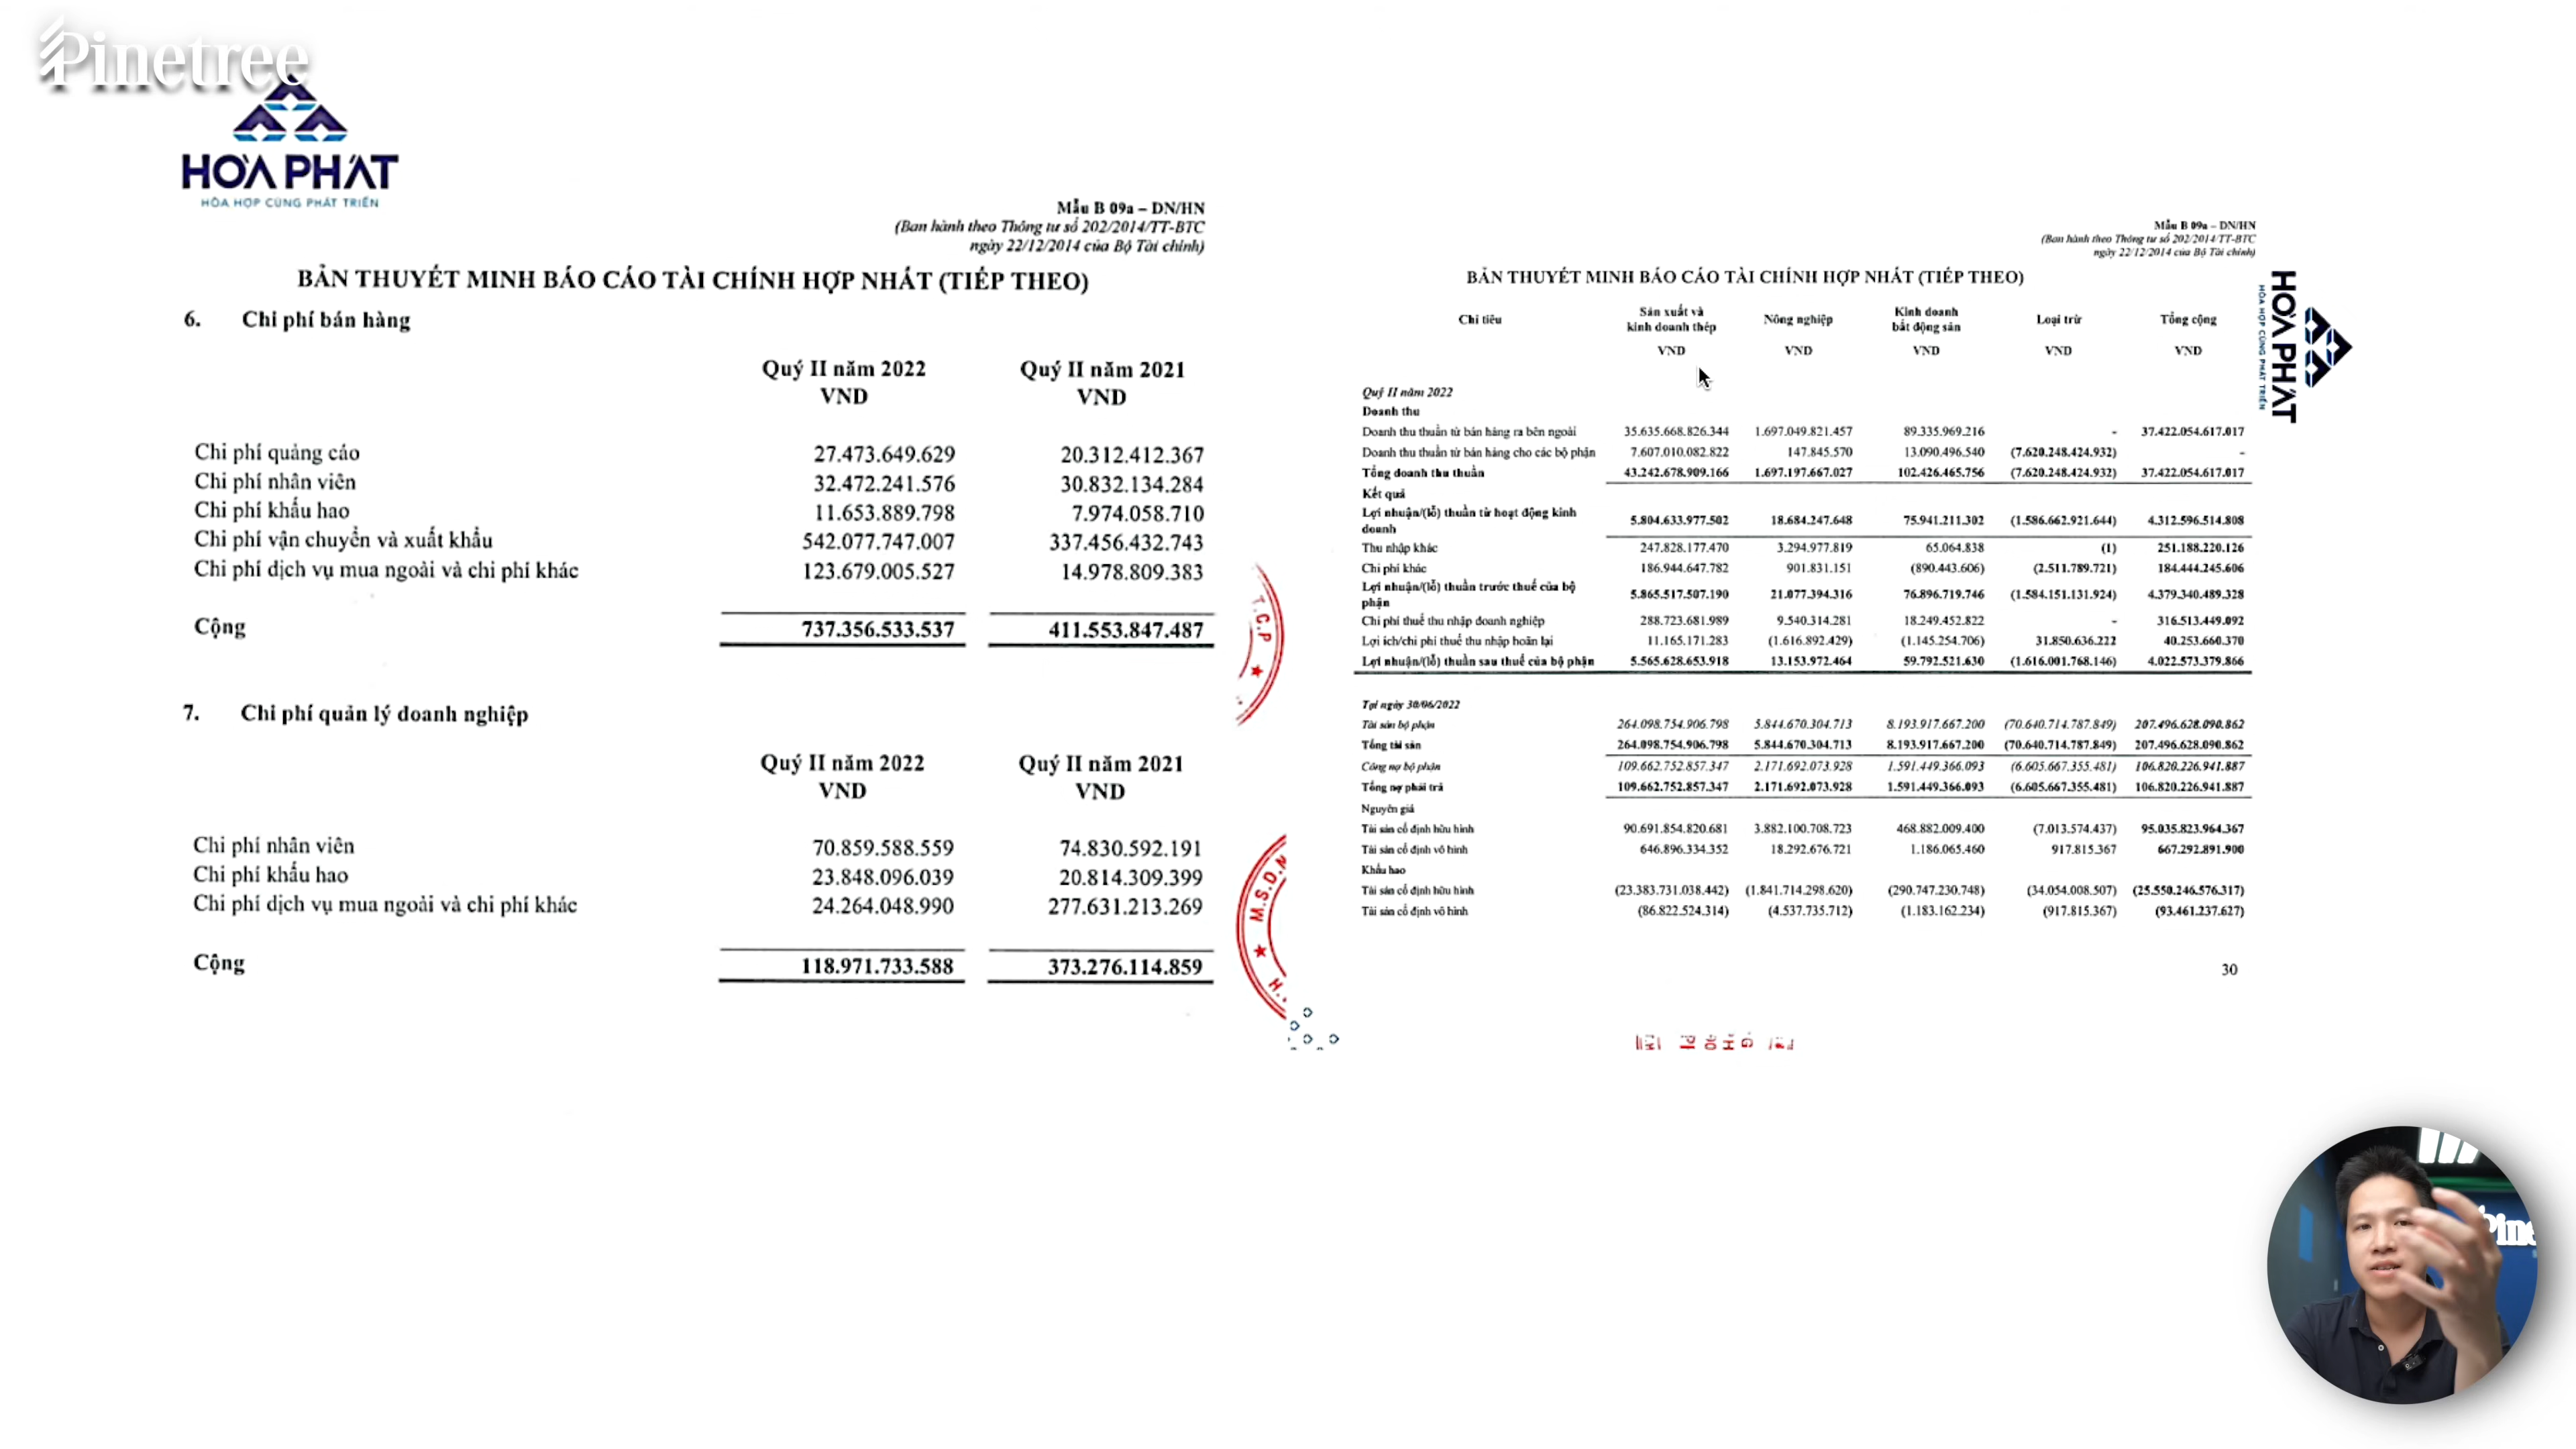 Pinetree
HÒA PHÁT
HÒA HỢP CÙNG PHÁT TRIỂN
Mẫu B 09a – DN/HN
(Ban hành theo Thông tư số 202/2014/TT-BTC
ngày 22/12/2014 của Bộ Tài chính)
BẢN THUYẾT MINH BÁO CÁO TÀI CHÍNH HỢP NHẤT (TIẾP THEO)
6. Chi phí bán hàng
Quý II năm 2022 Quý II năm 2021
VND VND
Chi phí quảng cáo 27.473.649.629 20.312.412.367
Chi phí nhân viên 32.472.241.576 30.832.134.284
Chi phí khấu hao 11.653.889.798 7.974.058.710
Chi phí vận chuyển và xuất khẩu 542.077.747.007 337.456.432.743
Chi phí dịch vụ mua ngoài và chi phí khác 123.679.005.527 14.978.809.383
Cộng 737.356.533.537 411.553.847.487
7. Chi phí quản lý doanh nghiệp
Quý II năm 2022 Quý II năm 2021
VND VND
Chi phí nhân viên 70.859.588.559 74.830.592.191
Chi phí khấu hao 23.848.096.039 20.814.309.399
Chi phí dịch vụ mua ngoài và chi phí khác 24.264.048.990 277.631.213.269
Cộng 118.971.733.588 373.276.114.859
T.C.P
M.S.D.N
Mẫu B 09a – DN/HN
(Ban hành theo Thông tư số 202/2014/TT-BTC
ngày 22/12/2014 của Bộ Tài chính)
BẢN THUYẾT MINH BÁO CÁO TÀI CHÍNH HỢP NHẤT (TIẾP THEO)
HÒA PHÁT
HÒA HỢP CÙNG PHÁT TRIỂN
Chỉ tiêu Sản xuất và kinh doanh thép Nông nghiệp Kinh doanh bất động sản Loại trừ Tổng cộng
VND VND VND VND VND
Quý II năm 2022
Doanh thu
Doanh thu thuần từ bán hàng ra bên ngoài 35.635.668.826.344 1.697.049.821.457 89.335.969.216 - 37.422.054.617.017
Doanh thu thuần từ bán hàng cho các bộ phận 7.607.010.082.822 147.845.570 13.090.496.540 (7.620.248.424.932) -
Tổng doanh thu thuần 43.242.678.909.166 1.697.197.667.027 102.426.465.756 (7.620.248.424.932) 37.422.054.617.017
Kết quả
Lợi nhuận/(lỗ) thuần từ hoạt động kinh
doanh 5.804.633.977.502 18.684.247.648 75.941.211.302 (1.586.662.921.644) 4.312.596.514.808
Thu nhập khác 247.828.177.470 3.294.977.819 65.064.838 (1) 251.188.220.126
Chi phí khác 186.944.647.782 901.831.151 (890.443.606) (2.511.789.721) 184.444.245.606
Lợi nhuận/(lỗ) thuần trước thuế của bộ
phận 5.865.517.507.190 21.077.394.316 76.896.719.746 (1.584.151.131.924) 4.379.340.489.328
Chi phí thuế thu nhập doanh nghiệp 288.723.681.989 9.540.314.281 18.249.452.822 - 316.513.449.092
Lợi ích/chi phí thuế thu nhập hoãn lại 11.165.171.283 (1.616.892.429) (1.145.254.706) 31.850.636.222 40.253.660.370
Lợi nhuận/(lỗ) thuần sau thuế của bộ phận 5.565.628.653.918 13.153.972.464 59.792.521.630 (1.616.001.768.146) 4.022.573.379.866
Tại ngày 30/06/2022
Tài sản bộ phận 264.098.754.906.798 5.844.670.304.713 8.193.917.667.200 (70.640.714.787.849) 207.496.628.090.862
Tổng tài sản 264.098.754.906.798 5.844.670.304.713 8.193.917.667.200 (70.640.714.787.849) 207.496.628.090.862
Công nợ bộ phận 109.662.752.857.347 2.171.692.073.928 1.591.449.366.093 (6.605.667.355.481) 106.820.226.941.887
Tổng nợ phải trả 109.662.752.857.347 2.171.692.073.928 1.591.449.366.093 (6.605.667.355.481) 106.820.226.941.887
Nguyên giá
Tài sản cố định hữu hình 90.691.854.820.681 3.882.100.708.723 468.882.009.400 (7.013.574.437) 95.035.823.964.367
Tài sản cố định vô hình 646.896.334.352 18.292.676.721 1.186.065.460 917.815.367 667.292.891.900
Khấu hao
Tài sản cố định hữu hình (23.383.731.038.442) (1.841.714.298.620) (290.747.230.748) (34.054.008.507) (25.550.246.576.317)
Tài sản cố định vô hình (86.822.524.314) (4.537.735.712) (1.183.162.234) (917.815.367) (93.461.237.627)
30